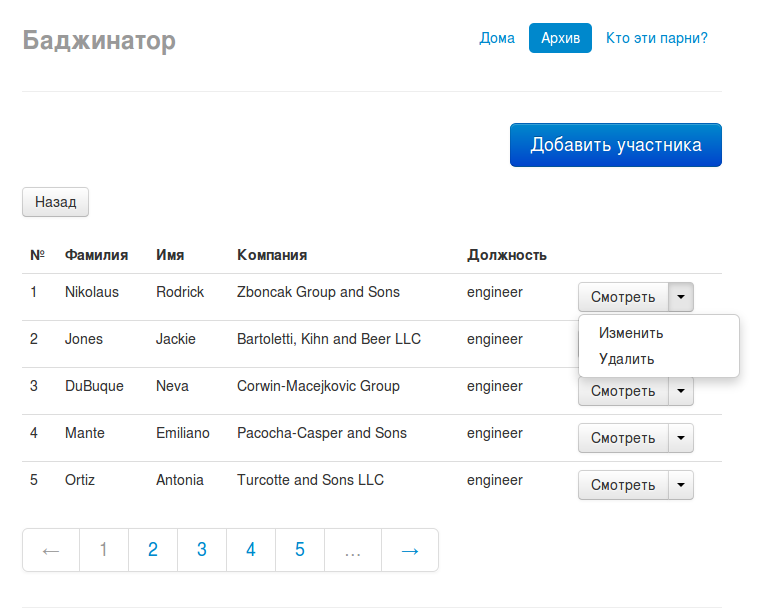 Баджинатор
Дома Архив Кто эти парни?
Добавить участника
Назад
№ Фамилия Имя Компания Должность
1 Nikolaus Rodrick Zboncak Group and Sons engineer Смотреть
Изменить
2 Jones Jackie Bartoletti, Kihn and Beer LLC engineer
Удалить
3 DuBuque Neva Corwin-Macejkovic Group engineer Смотреть
4 Mante Emiliano Pacocha-Casper and Sons engineer Смотреть
5 Ortiz Antonia Turcotte and Sons LLC engineer Смотреть
← 1 2 3 4 5 … →